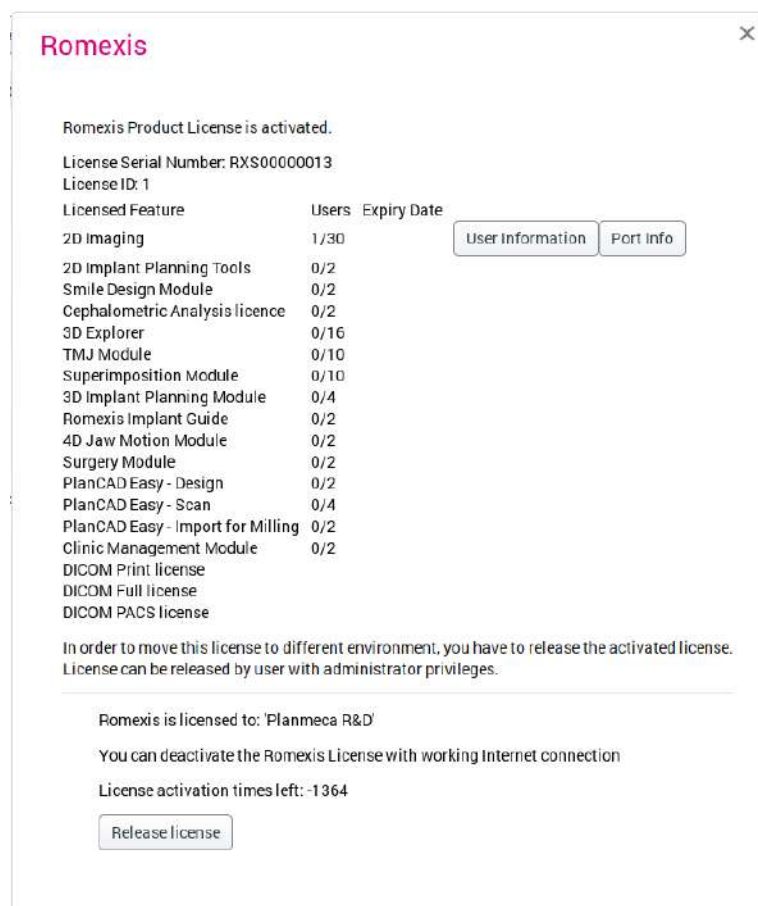 Romexis
Romexis Product License is activated.
License Serial Number: RXS00000013
License ID: 1
Licensed Feature Users Expiry Date
2D Imaging 1/30 User Information Port Info
2D Implant Planning Tools 0/2
Smile Design Module 0/2
Cephalometric Analysis licence 0/2
3D Explorer 0/16
TMJ Module 0/10
Superimposition Module 0/10
3D Implant Planning Module 0/4
Romexis Implant Guide 0/2
4D Jaw Motion Module 0/2
Surgery Module 0/2
PlanCAD Easy - Design 0/2
PlanCAD Easy - Scan 0/4
PlanCAD Easy - Import for Milling 0/2
Clinic Management Module 0/2
DICOM Print license
DICOM Full license
DICOM PACS license
In order to move this license to different environment, you have to release the activated license.
License can be released by user with administrator privileges.
Romexis is licensed to: 'Planmeca R&D'
You can deactivate the Romexis License with working Internet connection
License activation times left: -1364
Release license